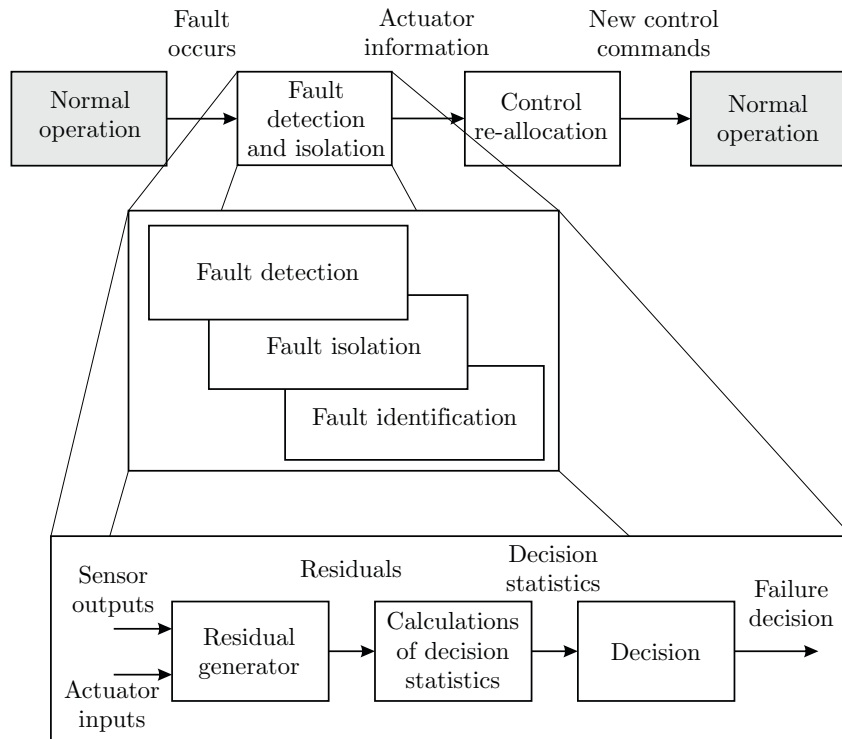 Fault
occurs
Actuator
information
New control
commands
Normal
operation
Fault
detection
and isolation
Control
re-allocation
Normal
operation
Fault detection
Fault isolation
Fault identification
Sensor
outputs
Actuator
inputs
Residual
generator
Residuals
Calculations
of decision
statistics
Decision
statistics
Decision
Failure
decision